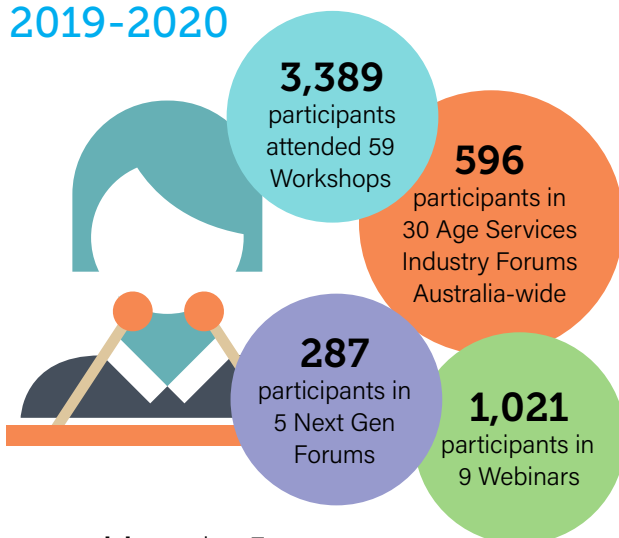 2019-2020
3,389
participants
attended 59
Workshops
596
participants in
30 Age Services
Industry Forums
Australia-wide
287
participants in
5 Next Gen
Forums
1,021
participants in
9 Webinars